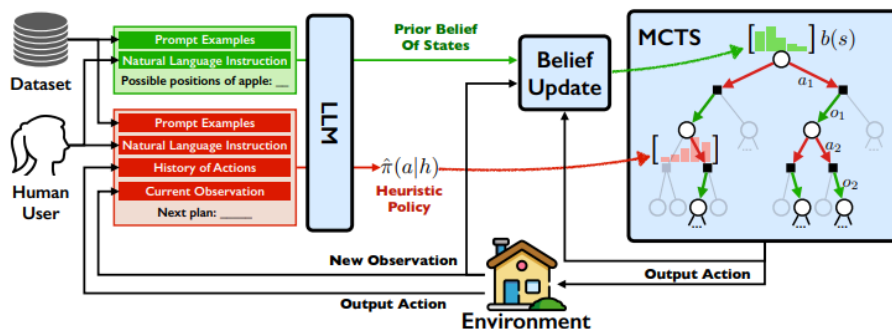 Dataset
Human
User
Prompt Examples
Natural Language Instruction
Possible positions of apple: __
Prompt Examples
Natural Language Instruction
History of Actions
Current Observation
Next plan: _____
LLM
Prior Belief
Of States
π̂(a|h)
Heuristic
Policy
Belief
Update
MCTS
[ ] b(s)
a₁
o₁
a₂
o₂
[ ]
...
...
...
...
New Observation
Output Action
Output Action
Environment